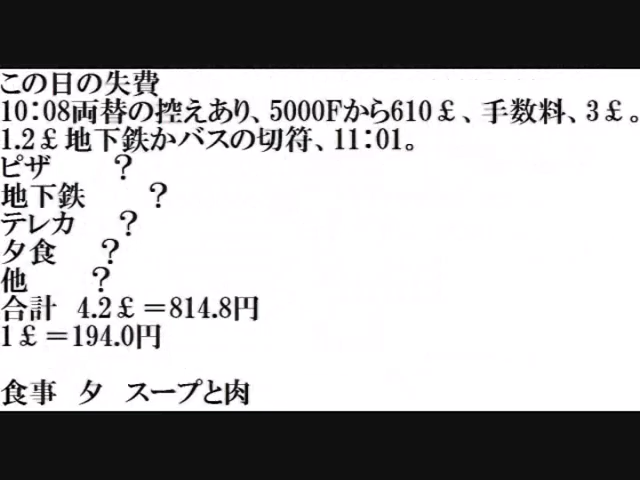 この日の失費
10：08両替の控えあり、5000Fから610￡、手数料、3￡。
1.2￡地下鉄かバスの切符、11：01。
ピザ　　？
地下鉄　　？
テレカ　？
夕食　？
他　　？
合計　4.2￡＝814.8円
1￡＝194.0円
食事　夕　スープと肉